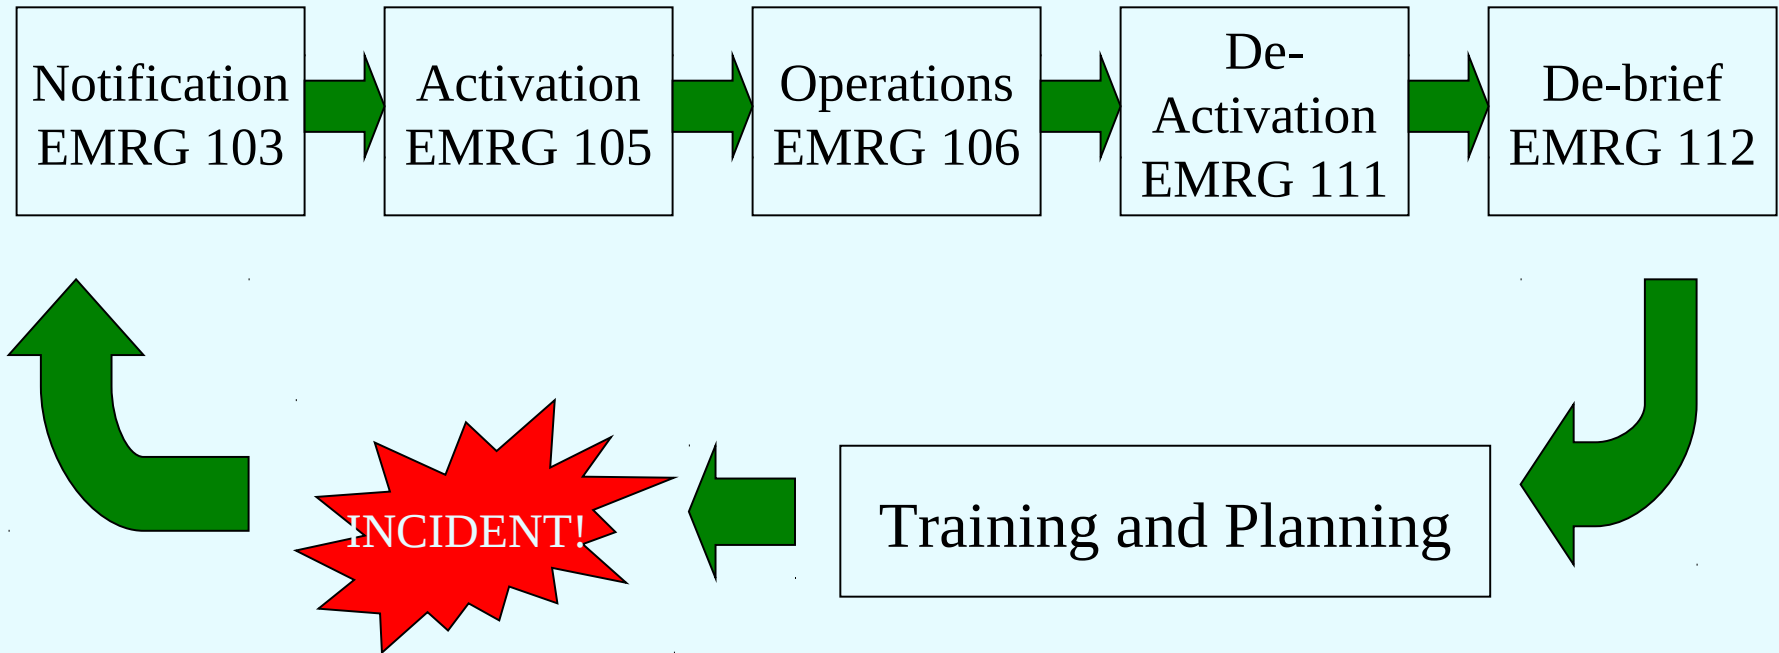 Notification
EMRG 103
Activation
EMRG 105
Operations
EMRG 106
De-
Activation
EMRG 111
De-brief
EMRG 112
INCIDENT!
Training and Planning